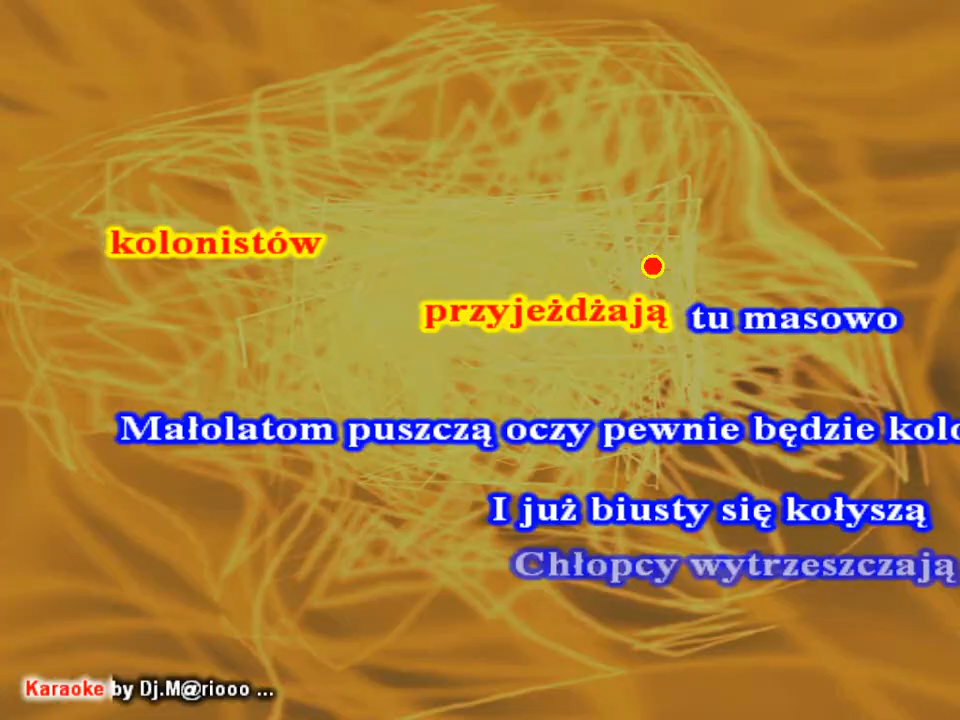 kolonistów
przyjeżdżają tu masowo
Małolatom puszczą oczy pewnie będzie kolo
I już biusty się kołyszą
Chłopcy wytrzeszczają
Karaoke by Dj.M@riooo ...